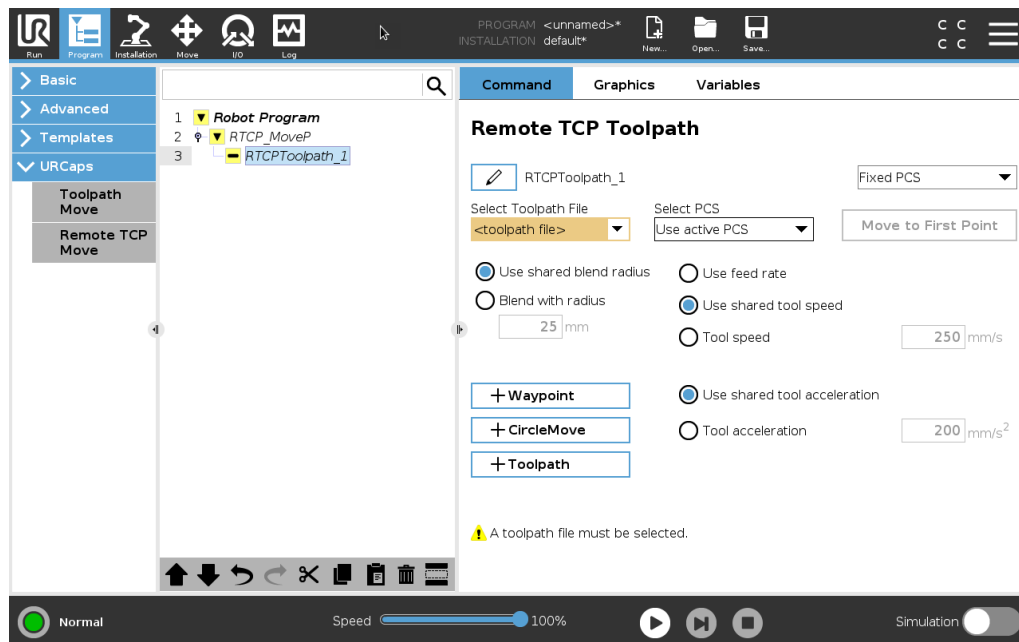 UR
PROGRAM <unnamed>*
INSTALLATION default*
C C
C C
Run Program Installation Move I/O Log New... Open... Save...
Basic
Advanced
Templates
URCaps
Toolpath
Move
Remote TCP
Move
1 Robot Program
2 RTCP_MoveP
3 RTCPToolpath_1
Command Graphics Variables
Remote TCP Toolpath
RTCPToolpath_1 Fixed PCS
Select Toolpath File Select PCS
<toolpath file> Use active PCS Move to First Point
Use shared blend radius Use feed rate
Blend with radius Use shared tool speed
25 mm Tool speed 250 mm/s
+ Waypoint Use shared tool acceleration
+ CircleMove Tool acceleration 200 mm/s²
+ Toolpath
A toolpath file must be selected.
Normal Speed 100% Simulation